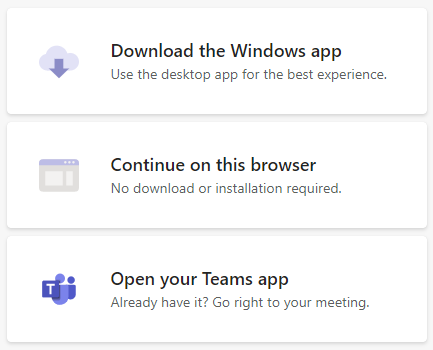 Download the Windows app
Use the desktop app for the best experience.
Continue on this browser
No download or installation required.
T
Open your Teams app
Already have it? Go right to your meeting.